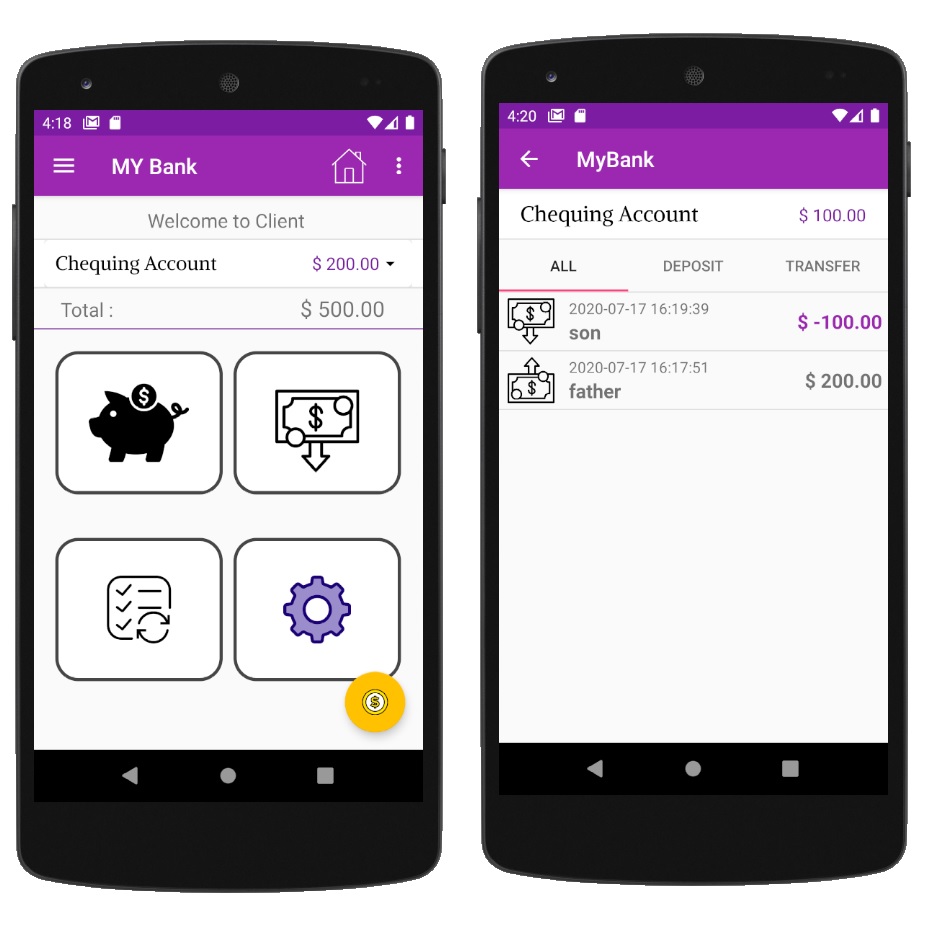 4:18
MY Bank
Welcome to Client
Chequing Account $ 200.00
Total : $ 500.00
$
$
$
4:20
MyBank
Chequing Account $ 100.00
ALL DEPOSIT TRANSFER
$ 2020-07-17 16:19:39
son $ -100.00
2020-07-17 16:17:51
$ father $ 200.00